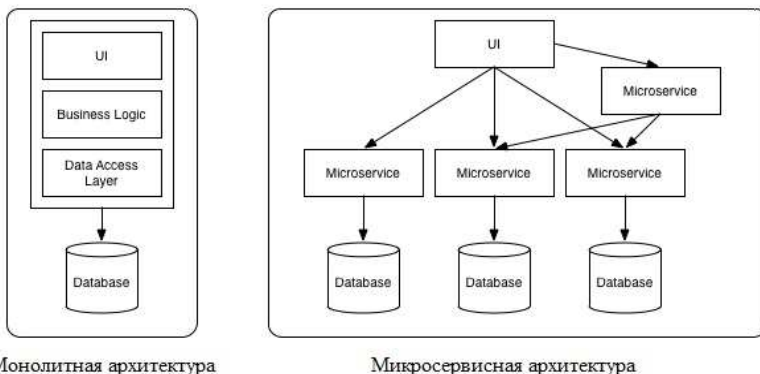 UI
Business Logic
Data Access
Layer
Database
UI
Microservice
Microservice
Microservice
Microservice
Database
Database
Database
Монолитная архитектура
Микросервисная архитектура